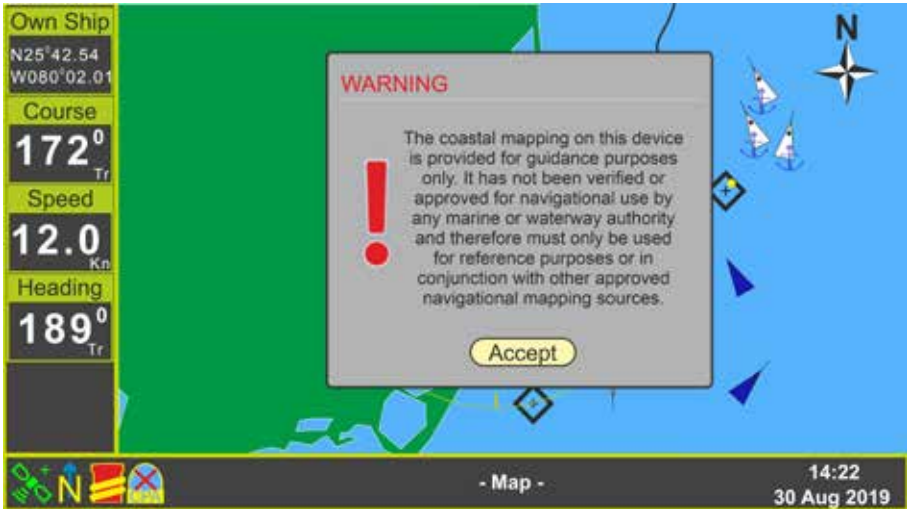 Own Ship
N25°42.54
W080°02.01
Course
172°
Tr
Speed
12.0
Kn
Heading
189°
Tr
N
WARNING
The coastal mapping on this device
is provided for guidance purposes
only. It has not been verified or
approved for navigational use by
any marine or waterway authority
and therefore must only be used
for reference purposes or in
conjunction with other approved
navigational mapping sources.
Accept
N
CPA
- Map -
14:22
30 Aug 2019